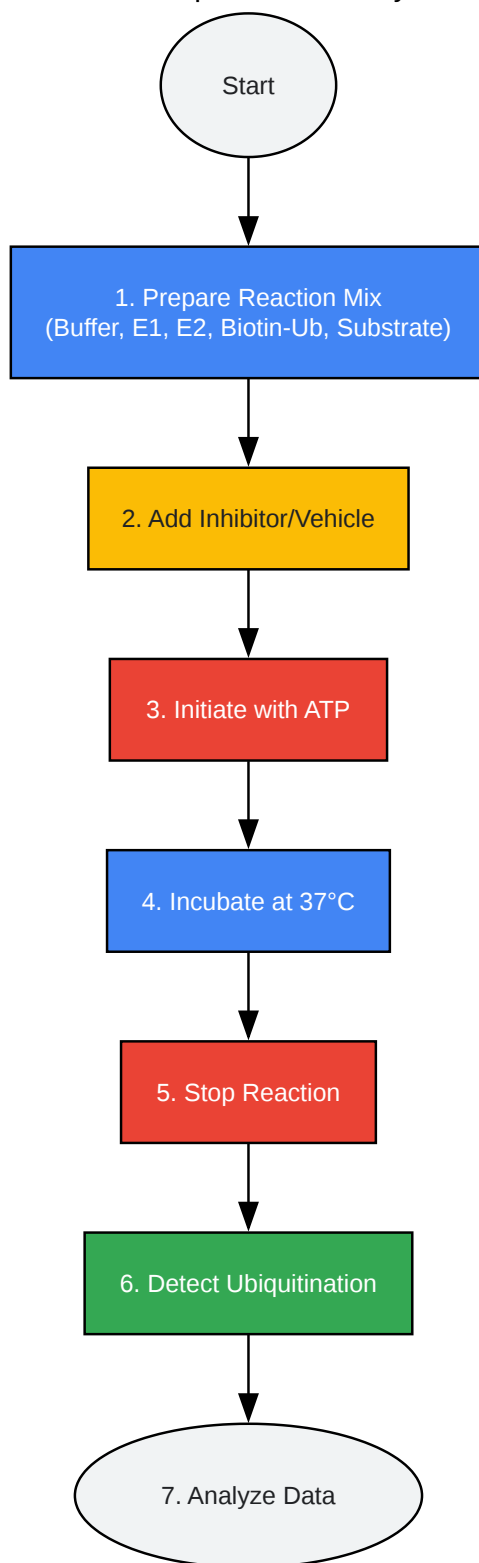 Start
1. Prepare Reaction Mix
(Buffer, E1, E2, Biotin-Ub, Substrate)
2. Add Inhibitor/Vehicle
3. Initiate with ATP
4. Incubate at 37°C
5. Stop Reaction
6. Detect Ubiquitination
7. Analyze Data